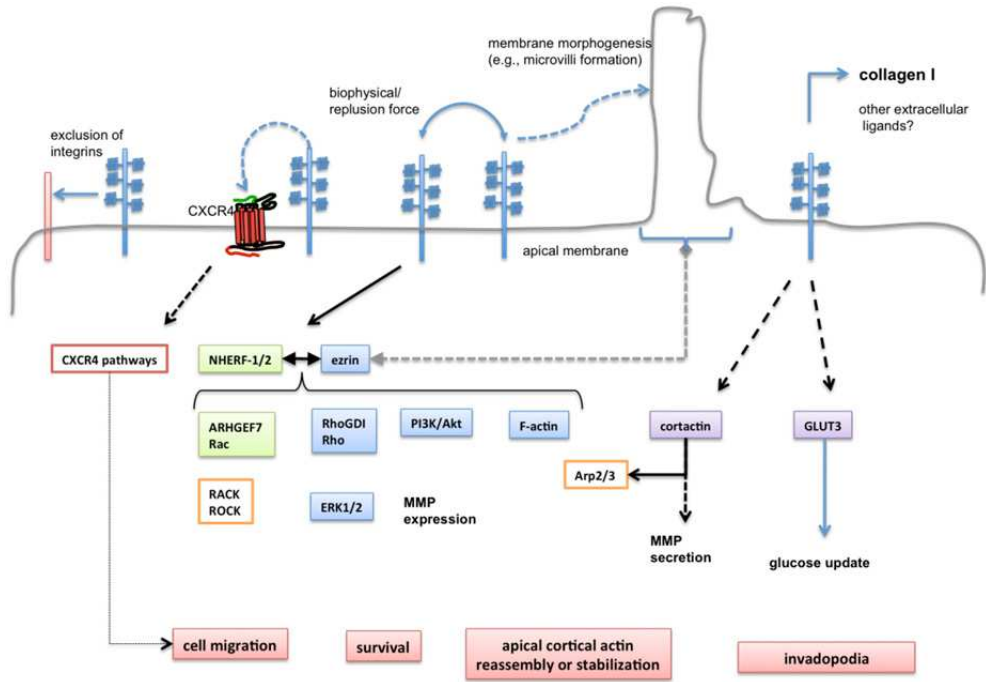 membrane morphogenesis
(e.g., microvilli formation)
collagen I
other extracellular
ligands?
biophysical/
replusion force
exclusion of
integrins
CXCR4
apical membrane
CXCR4 pathways
NHERF-1/2
ezrin
ARHGEF7
Rac
RhoGDI
Rho
PI3K/Akt
F-actin
cortactin
GLUT3
Arp2/3
RACK
ROCK
ERK1/2
MMP
expression
MMP
secretion
glucose update
cell migration
survival
apical cortical actin
reassembly or stabilization
invadopodia